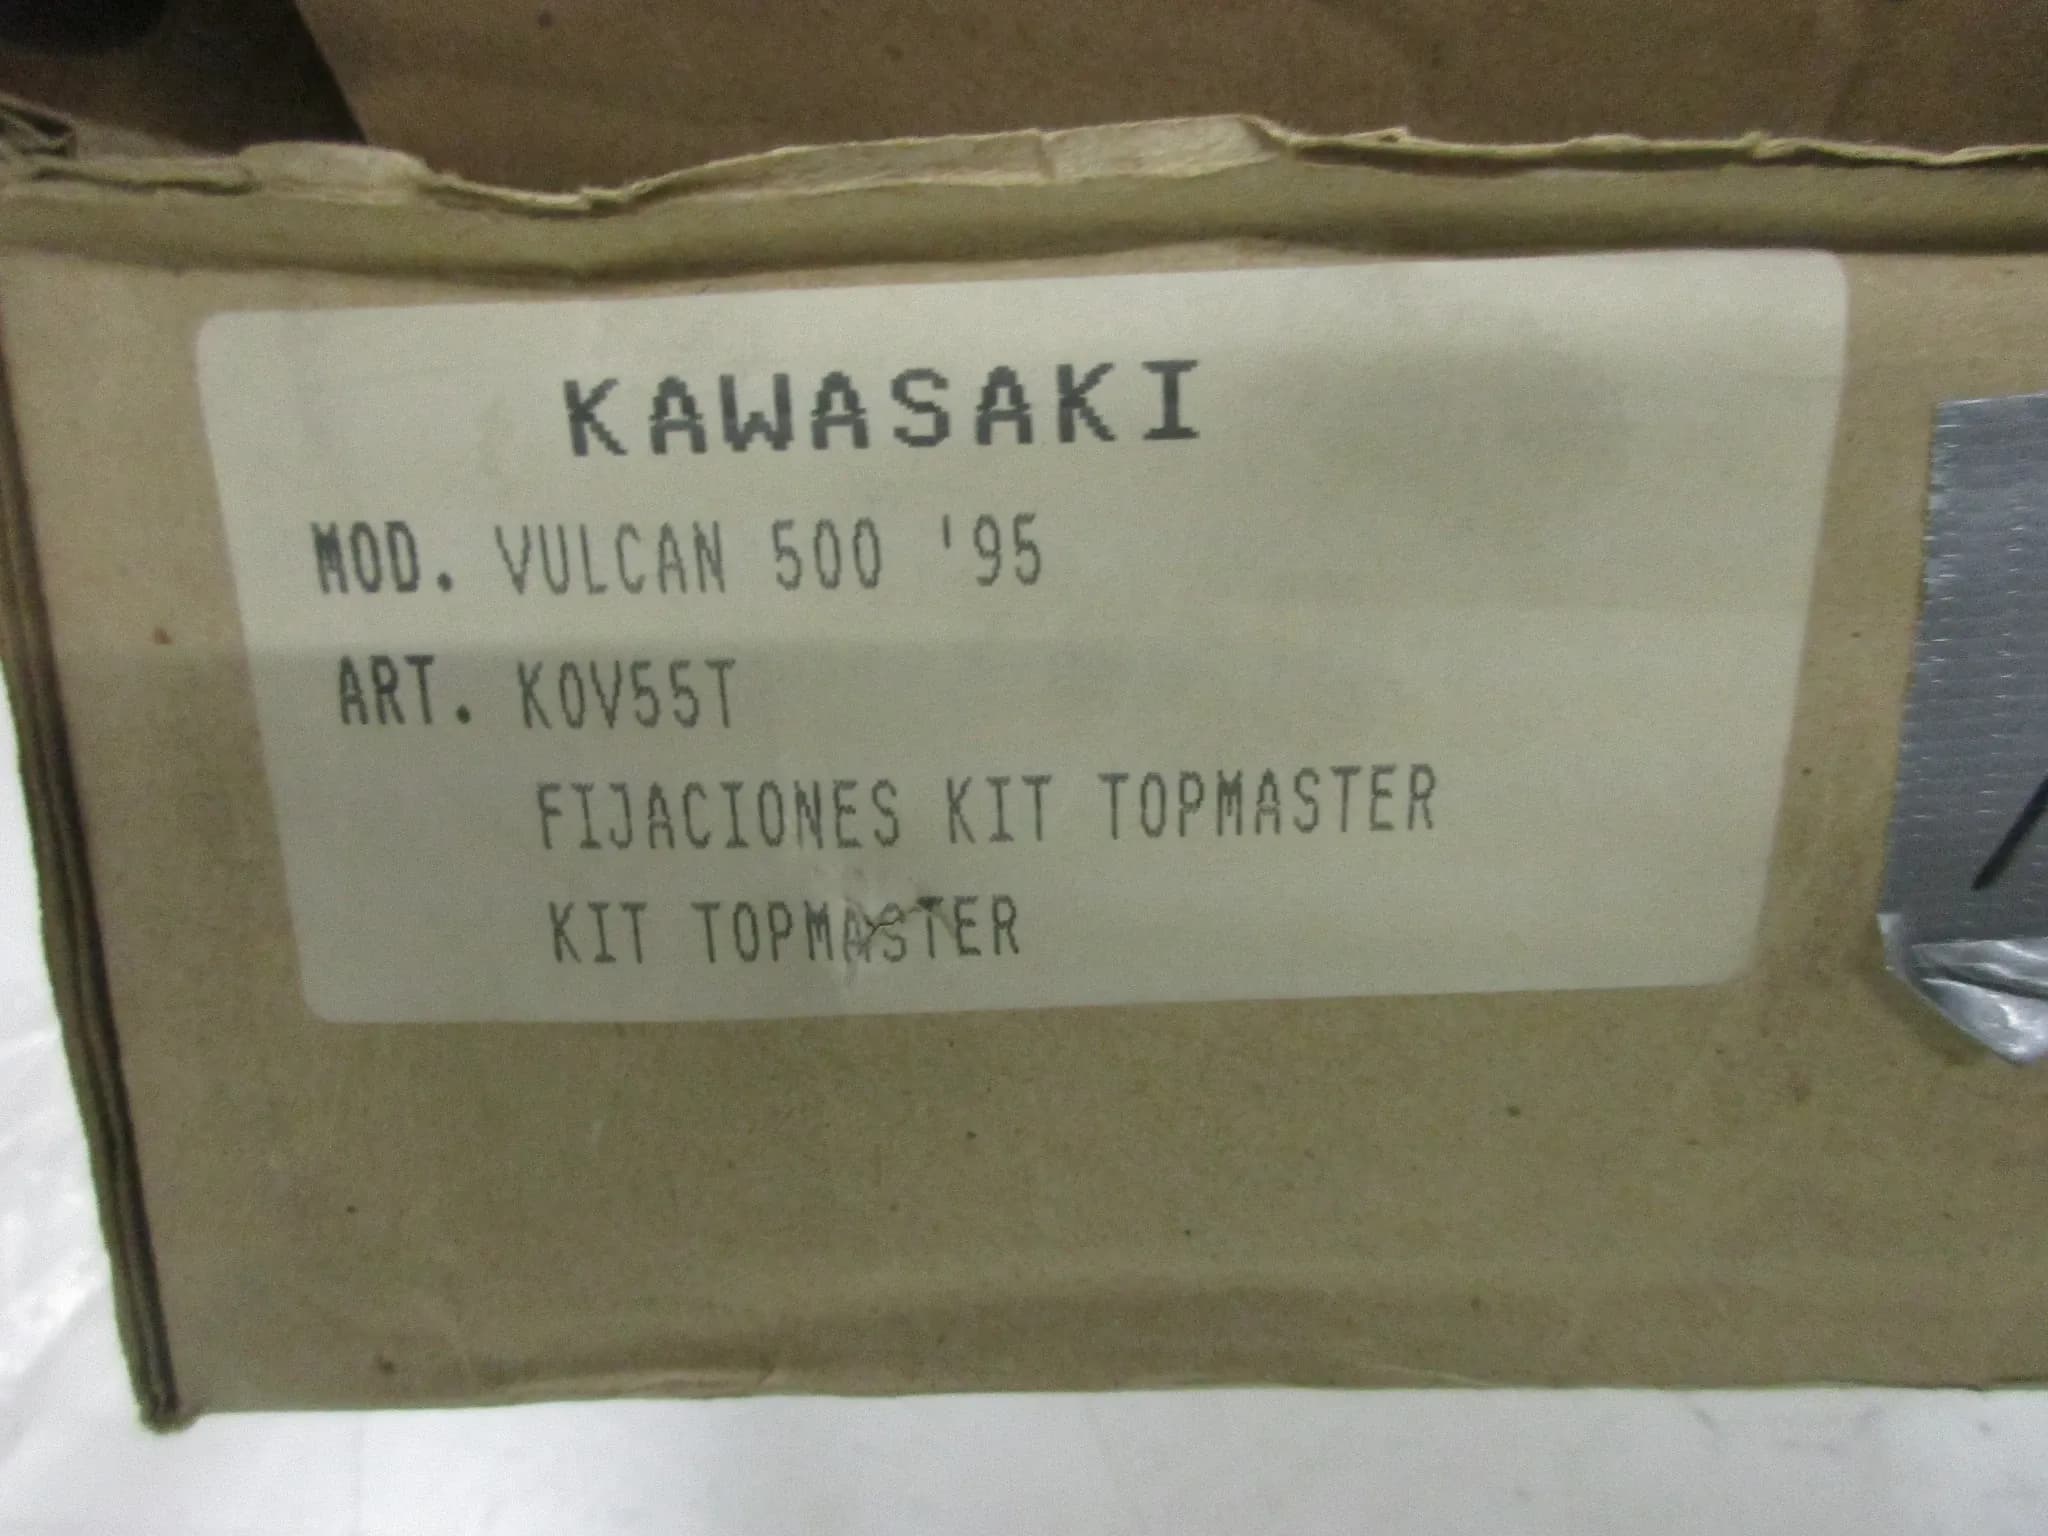 KAWASAKI
MOD. VULCAN 500 '95
ART. K0V55T
FIJACIONES KIT TOPMASTER
KIT TOPMASTER